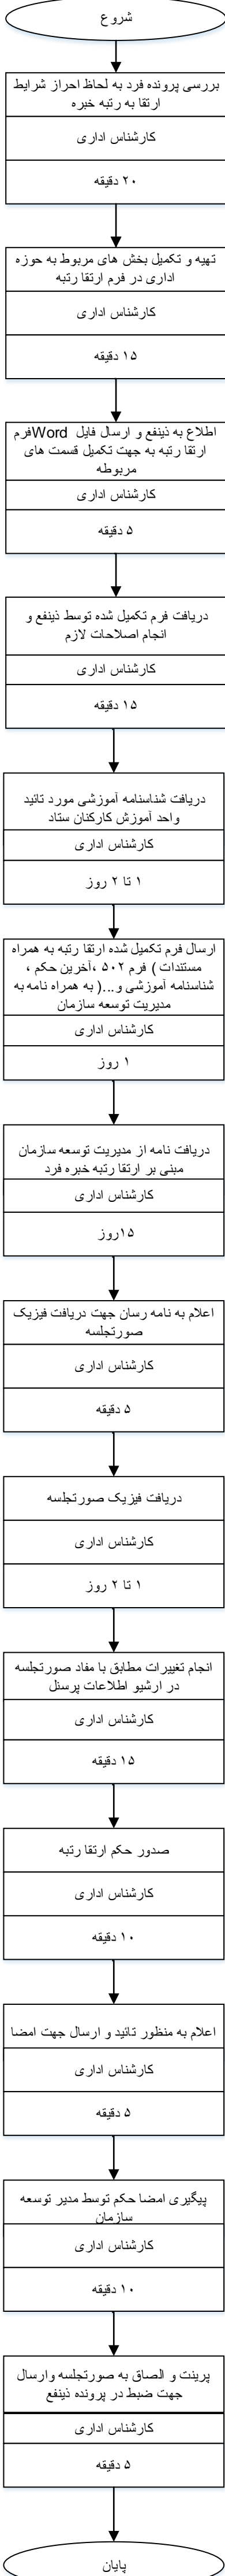 شروع
بررسی پرونده فرد به لحاظ احراز شرایط
ارتقا به رتبه خبره
کارشناس اداری
۲۰ دقیقه
تهیه و تکمیل بخش های مربوط به حوزه
اداری در فرم ارتقا رتبه
کارشناس اداری
۱۵ دقیقه
اطلاع به ذینفع و ارسال فایل Word فرم
ارتقا رتبه به جهت تکمیل قسمت های
مربوطه
کارشناس اداری
۵ دقیقه
دریافت فرم تکمیل شده توسط ذینفع و
انجام اصلاحات لازم
کارشناس اداری
۱۵ دقیقه
دریافت شناسنامه آموزشی مورد تائید
واحد آموزش کارکنان ستاد
کارشناس اداری
۱ تا ۲ روز
ارسال فرم تکمیل شده ارتقا رتبه به همراه
مستندات ) فرم ۵۰۲ ،آخرین حکم ،
شناسنامه آموزشی و...( به همراه نامه به
مدیریت توسعه سازمان
کارشناس اداری
۱ روز
دریافت نامه از مدیریت توسعه سازمان
مبنی بر ارتقا رتبه خبره فرد
کارشناس اداری
۱۵روز
اعلام به نامه رسان جهت دریافت فیزیک
صورتجلسه
کارشناس اداری
۵ دقیقه
دریافت فیزیک صورتجلسه
کارشناس اداری
۱ تا ۲ روز
انجام تغییرات مطابق با مفاد صورتجلسه
در ارشیو اطلاعات پرسنل
کارشناس اداری
۱۵ دقیقه
صدور حکم ارتقا رتبه
کارشناس اداری
۱۰ دقیقه
اعلام به منظور تائید و ارسال جهت امضا
کارشناس اداری
۵ دقیقه
پیگیری امضا حکم توسط مدیر توسعه
سازمان
کارشناس اداری
۱۰ دقیقه
پرینت و الصاق به صورتجلسه وارسال
جهت ضبط در پرونده ذینفع
کارشناس اداری
۵ دقیقه
پایان